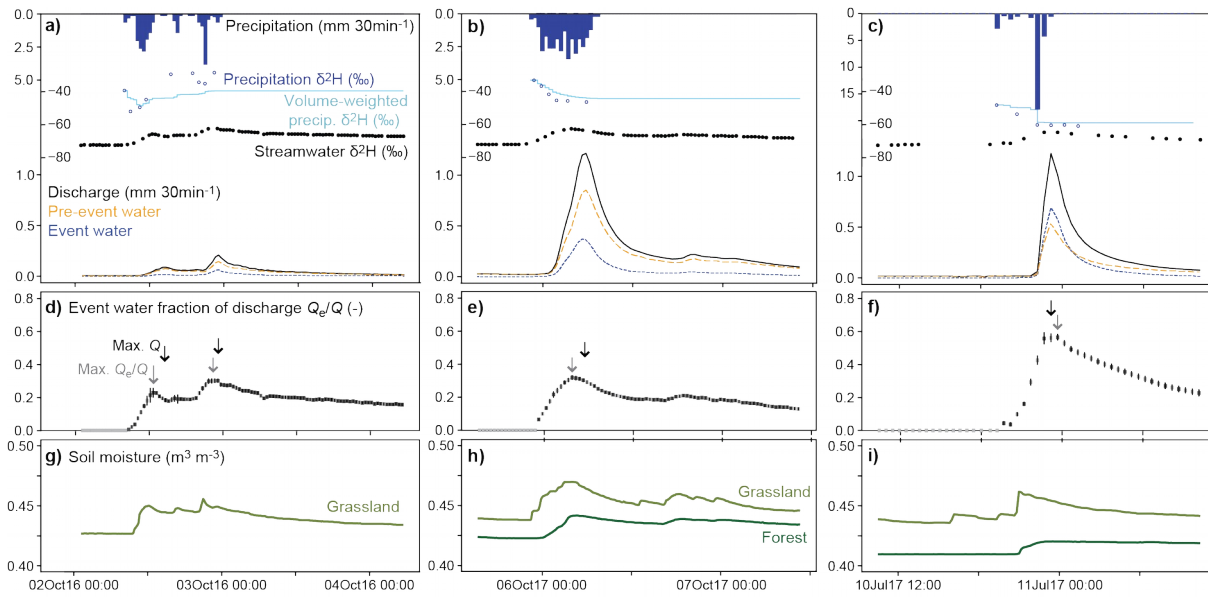 a)
Precipitation (mm 30min⁻¹)
0.0
2.5
5.0
−40
−60
−80
Precipitation δ²H (‰)
Volume-weighted
precip. δ²H (‰)
Streamwater δ²H (‰)
1.0
0.5
0.0
Discharge (mm 30min⁻¹)
Pre-event water
Event water
b)
0.0
2.5
5.0
−40
−60
−80
1.0
0.5
0.0
c)
0
5
10
15
−40
−60
−80
1.0
0.5
0.0
d) Event water fraction of discharge Qe/Q (-)
0.8
0.6
0.4
0.2
0.0
Max. Q
Max. Qe/Q
e)
0.8
0.6
0.4
0.2
0.0
f)
0.8
0.6
0.4
0.2
0.0
g) Soil moisture (m³ m⁻³)
0.50
0.45
0.40
Grassland
02Oct16 00:00
03Oct16 00:00
04Oct16 00:00
h)
0.50
0.45
0.40
Grassland
Forest
06Oct17 00:00
07Oct17 00:00
i)
0.50
0.45
0.40
10Jul17 12:00
11Jul17 00:00